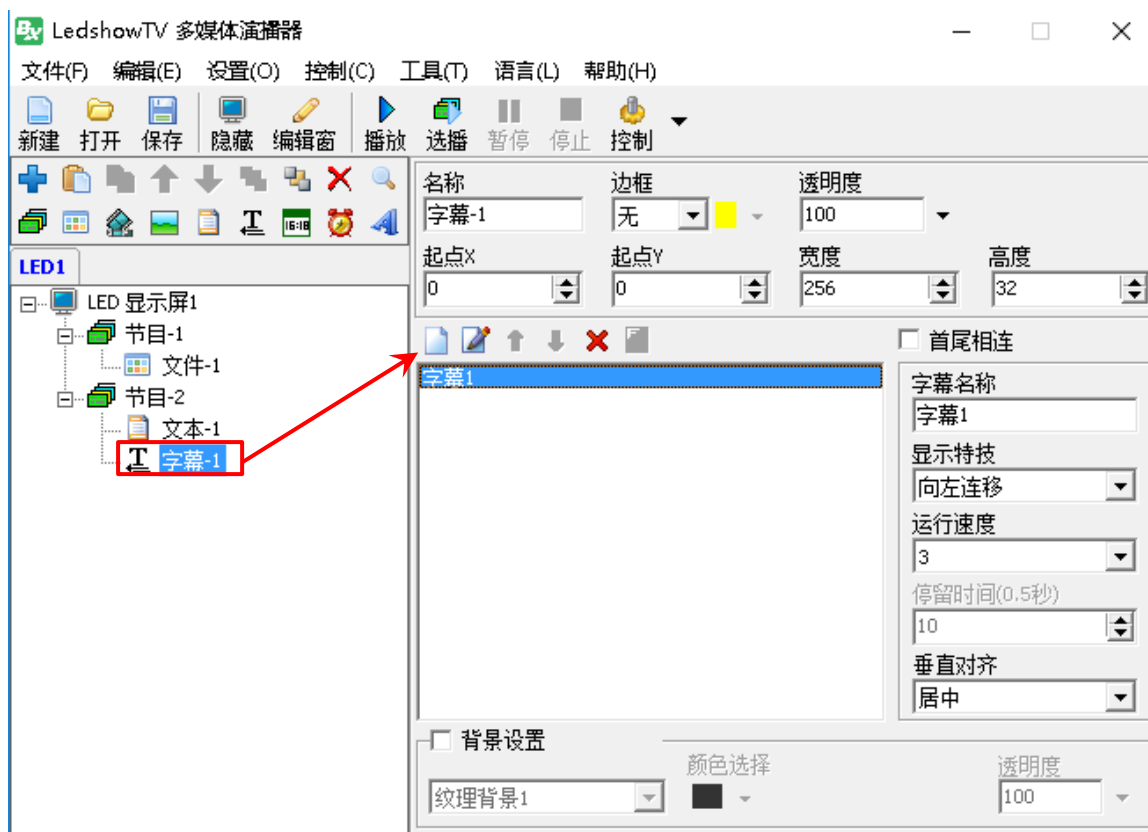 LedshowTV 多媒体演播器
文件(F) 编辑(E) 设置(O) 控制(C) 工具(T) 语言(L) 帮助(H)
新建 打开 保存 隐藏 编辑窗 播放 选播 暂停 停止 控制
LED1
LED 显示屏1
节目-1
文件-1
节目-2
文本-1
字幕-1
名称 边框 透明度
字幕-1 无 100
起点X 起点Y 宽度 高度
0 0 256 32
首尾相连
字幕1
字幕名称
字幕1
显示特技
向左连移
运行速度
3
停留时间(0.5秒)
10
垂直对齐
居中
背景设置
颜色选择 透明度
纹理背景1 100